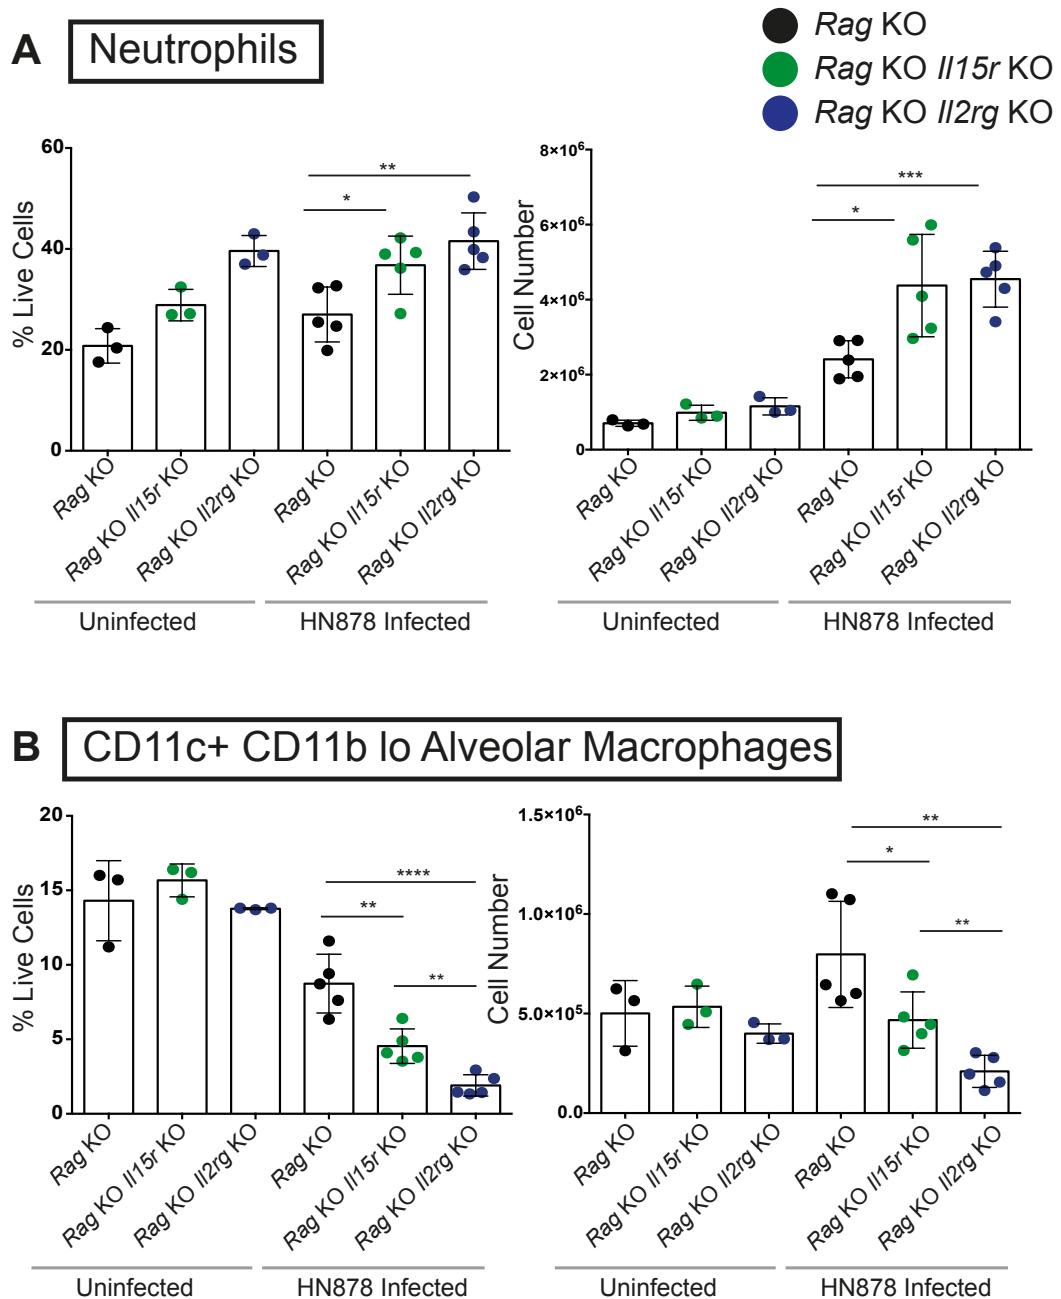 A Neutrophils
Rag KO
Rag KO Il15r KO
Rag KO Il2rg KO
% Live Cells
60
40
20
0
*
**
Rag KO
Rag KO Il15r KO
Rag KO Il2rg KO
Rag KO
Rag KO Il15r KO
Rag KO Il2rg KO
Uninfected
HN878 Infected
Cell Number
8×10⁶
6×10⁶
4×10⁶
2×10⁶
0
***
*
Rag KO
Rag KO Il15r KO
Rag KO Il2rg KO
Rag KO
Rag KO Il15r KO
Rag KO Il2rg KO
Uninfected
HN878 Infected
B CD11c+ CD11b lo Alveolar Macrophages
% Live Cells
20
15
10
5
0
****
**
**
Rag KO
Rag KO Il15r KO
Rag KO Il2rg KO
Rag KO
Rag KO Il15r KO
Rag KO Il2rg KO
Uninfected
HN878 Infected
Cell Number
1.5×10⁶
1.0×10⁶
5.0×10⁵
0.0
**
*
**
Rag KO
Rag KO Il15r KO
Rag KO Il2rg KO
Rag KO
Rag KO Il15r KO
Rag KO Il2rg KO
Uninfected
HN878 Infected